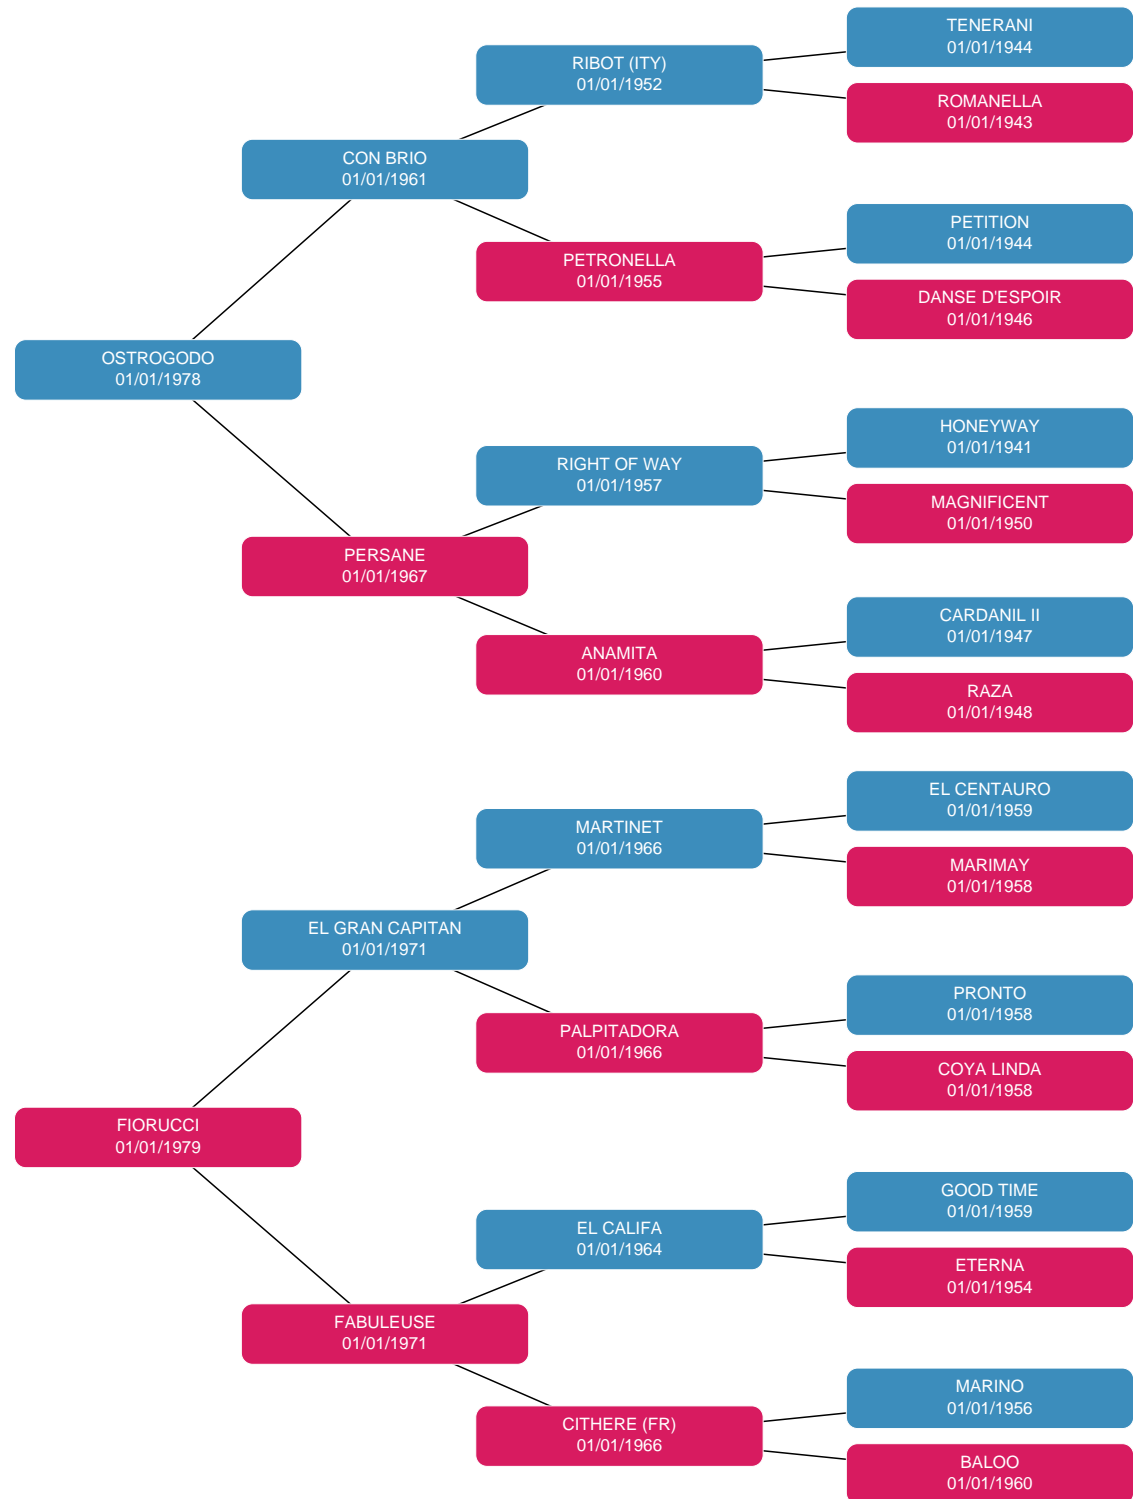 TENERANI
01/01/1944
RIBOT (ITY)
01/01/1952
ROMANELLA
01/01/1943
CON BRIO
01/01/1961
PETITION
01/01/1944
PETRONELLA
01/01/1955
DANSE D'ESPOIR
01/01/1946
OSTROGODO
01/01/1978
HONEYWAY
01/01/1941
RIGHT OF WAY
01/01/1957
MAGNIFICENT
01/01/1950
PERSANE
01/01/1967
CARDANIL II
01/01/1947
ANAMITA
01/01/1960
RAZA
01/01/1948
EL CENTAURO
01/01/1959
MARTINET
01/01/1966
MARIMAY
01/01/1958
EL GRAN CAPITAN
01/01/1971
PRONTO
01/01/1958
PALPITADORA
01/01/1966
COYA LINDA
01/01/1958
FIORUCCI
01/01/1979
GOOD TIME
01/01/1959
EL CALIFA
01/01/1964
ETERNA
01/01/1954
FABULEUSE
01/01/1971
MARINO
01/01/1956
CITHERE (FR)
01/01/1966
BALOO
01/01/1960